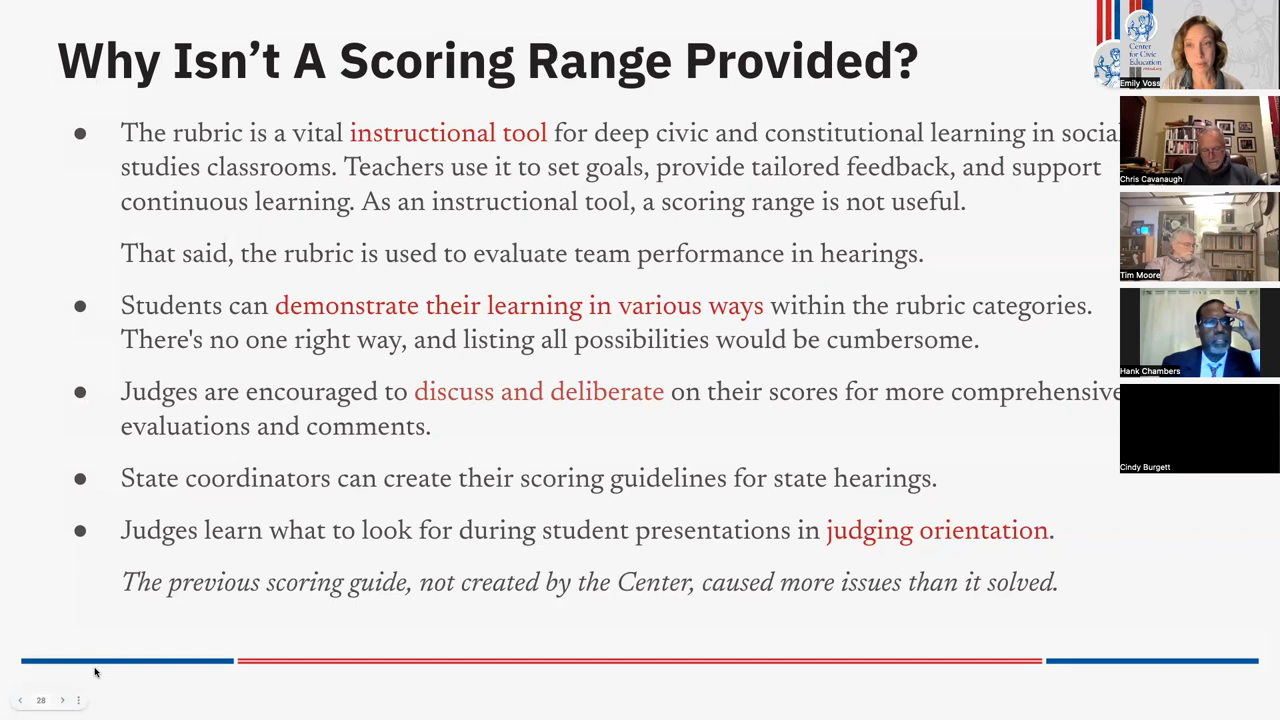 Why Isn't A Scoring Range Provided?
● The rubric is a vital instructional tool for deep civic and constitutional learning in social
studies classrooms. Teachers use it to set goals, provide tailored feedback, and support
continuous learning. As an instructional tool, a scoring range is not useful.
That said, the rubric is used to evaluate team performance in hearings.
● Students can demonstrate their learning in various ways within the rubric categories.
There's no one right way, and listing all possibilities would be cumbersome.
● Judges are encouraged to discuss and deliberate on their scores for more comprehensive
evaluations and comments.
● State coordinators can create their scoring guidelines for state hearings.
● Judges learn what to look for during student presentations in judging orientation.
The previous scoring guide, not created by the Center, caused more issues than it solved.
28
Center
for Civic
Education
Emily Voss
Chris Cavanaugh
Tim Moore
Hank Chambers
Cindy Burgett